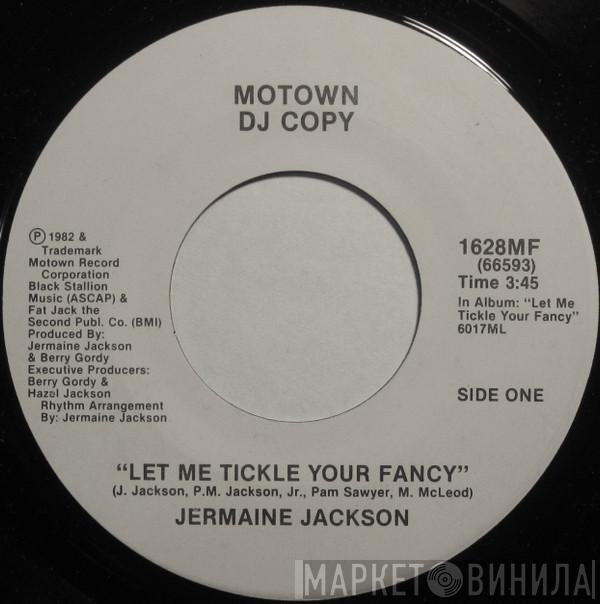 MOTOWN
DJ COPY
Ⓟ 1982 &
Trademark
Motown Record
Corporation
Black Stallion
Music (ASCAP) &
Fat Jack the
Second Publ. Co. (BMI)
Produced By:
Jermaine Jackson
& Berry Gordy
Executive Producers:
Berry Gordy &
Hazel Jackson
Rhythm Arrangement
By: Jermaine Jackson
1628MF
(66593)
Time 3:45
In Album: "Let Me
Tickle Your Fancy"
6017ML
SIDE ONE
"LET ME TICKLE YOUR FANCY"
(J. Jackson, P.M. Jackson, Jr., Pam Sawyer, M. McLeod)
JERMAINE JACKSON
МАРКЕТ ВИНИЛА